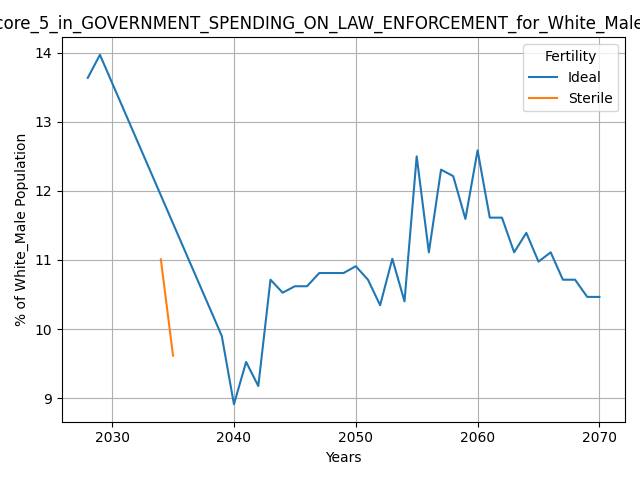 core_5_in_GOVERNMENT_SPENDING_ON_LAW_ENFORCEMENT_for_White_Male
Fertility
Ideal
Sterile
% of White_Male Population
14
13
12
11
10
9
2030 2040 2050 2060 2070
Years